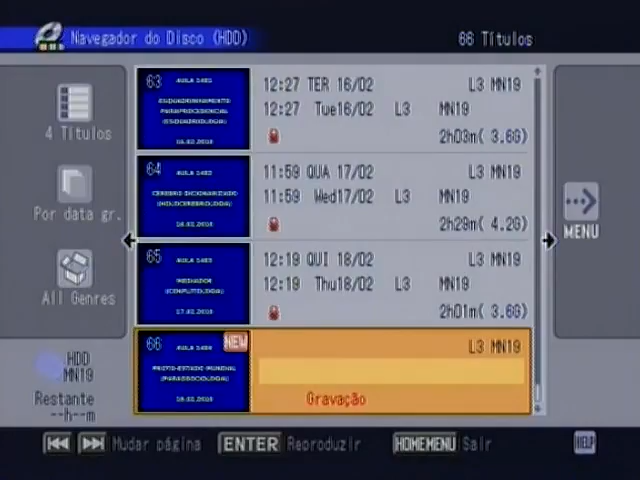 Navegador do Disco (HDD)
66 Títulos
4 Títulos
Por data gr.
All Genres
HDD
MN19
Restante
--h--m
63
AULA 1481
12:27 TER 16/02
L3 MN19
12:27 Tue16/02 L3 MN19
2h03m( 3.6G)
64
AULA 1482
11:59 QUA 17/02
L3 MN19
11:59 Wed17/02 L3 MN19
2h29m( 4.2G)
65
AULA 1483
MEDIADOR
12:19 QUI 18/02
L3 MN19
12:19 Thu18/02 L3 MN19
2h01m( 3.6G)
66
NEW
AULA 1484
L3 MN19
Gravação
MENU
Mudar página
ENTER Reproduzir
HOMEMENU Sair
HELP